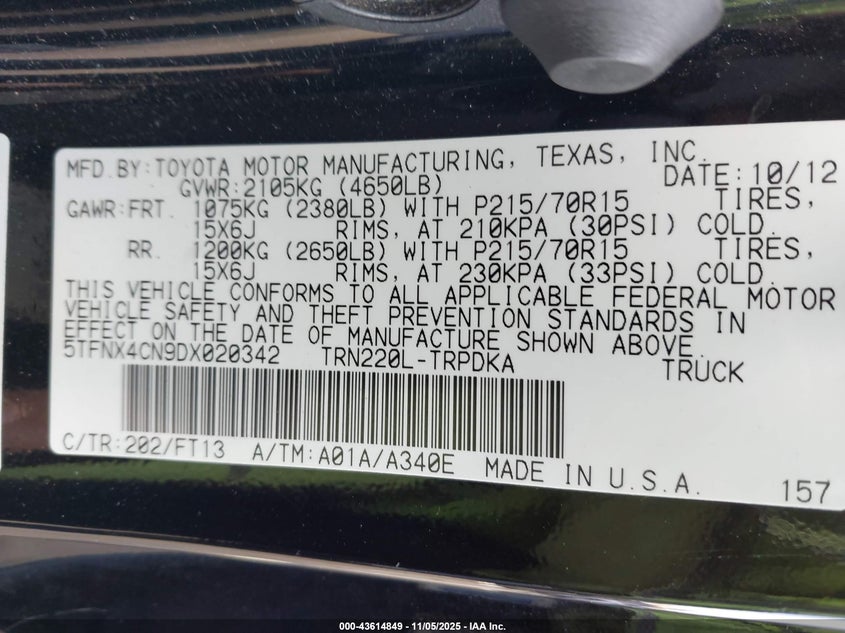 MFD. BY: TOYOTA MOTOR MANUFACTURING, TEXAS, INC.
GVWR: 2105KG (4650LB) DATE: 10/12
GAWR: FRT. 1075KG (2380LB) WITH P215/70R15 TIRES,
15X6J RIMS, AT 210KPA (30PSI) COLD.
RR. 1200KG (2650LB) WITH P215/70R15 TIRES,
15X6J RIMS, AT 230KPA (33PSI) COLD.
THIS VEHICLE CONFORMS TO ALL APPLICABLE FEDERAL MOTOR
VEHICLE SAFETY AND THEFT PREVENTION STANDARDS IN
EFFECT ON THE DATE OF MANUFACTURE SHOWN ABOVE.
5TFNX4CN9DX020342 TRN220L-TRPDKA TRUCK
C/TR: 202/FT13 A/TM: A01A/A340E MADE IN U.S.A.
157
000-43614849 - 11/05/2025 - IAA Inc.